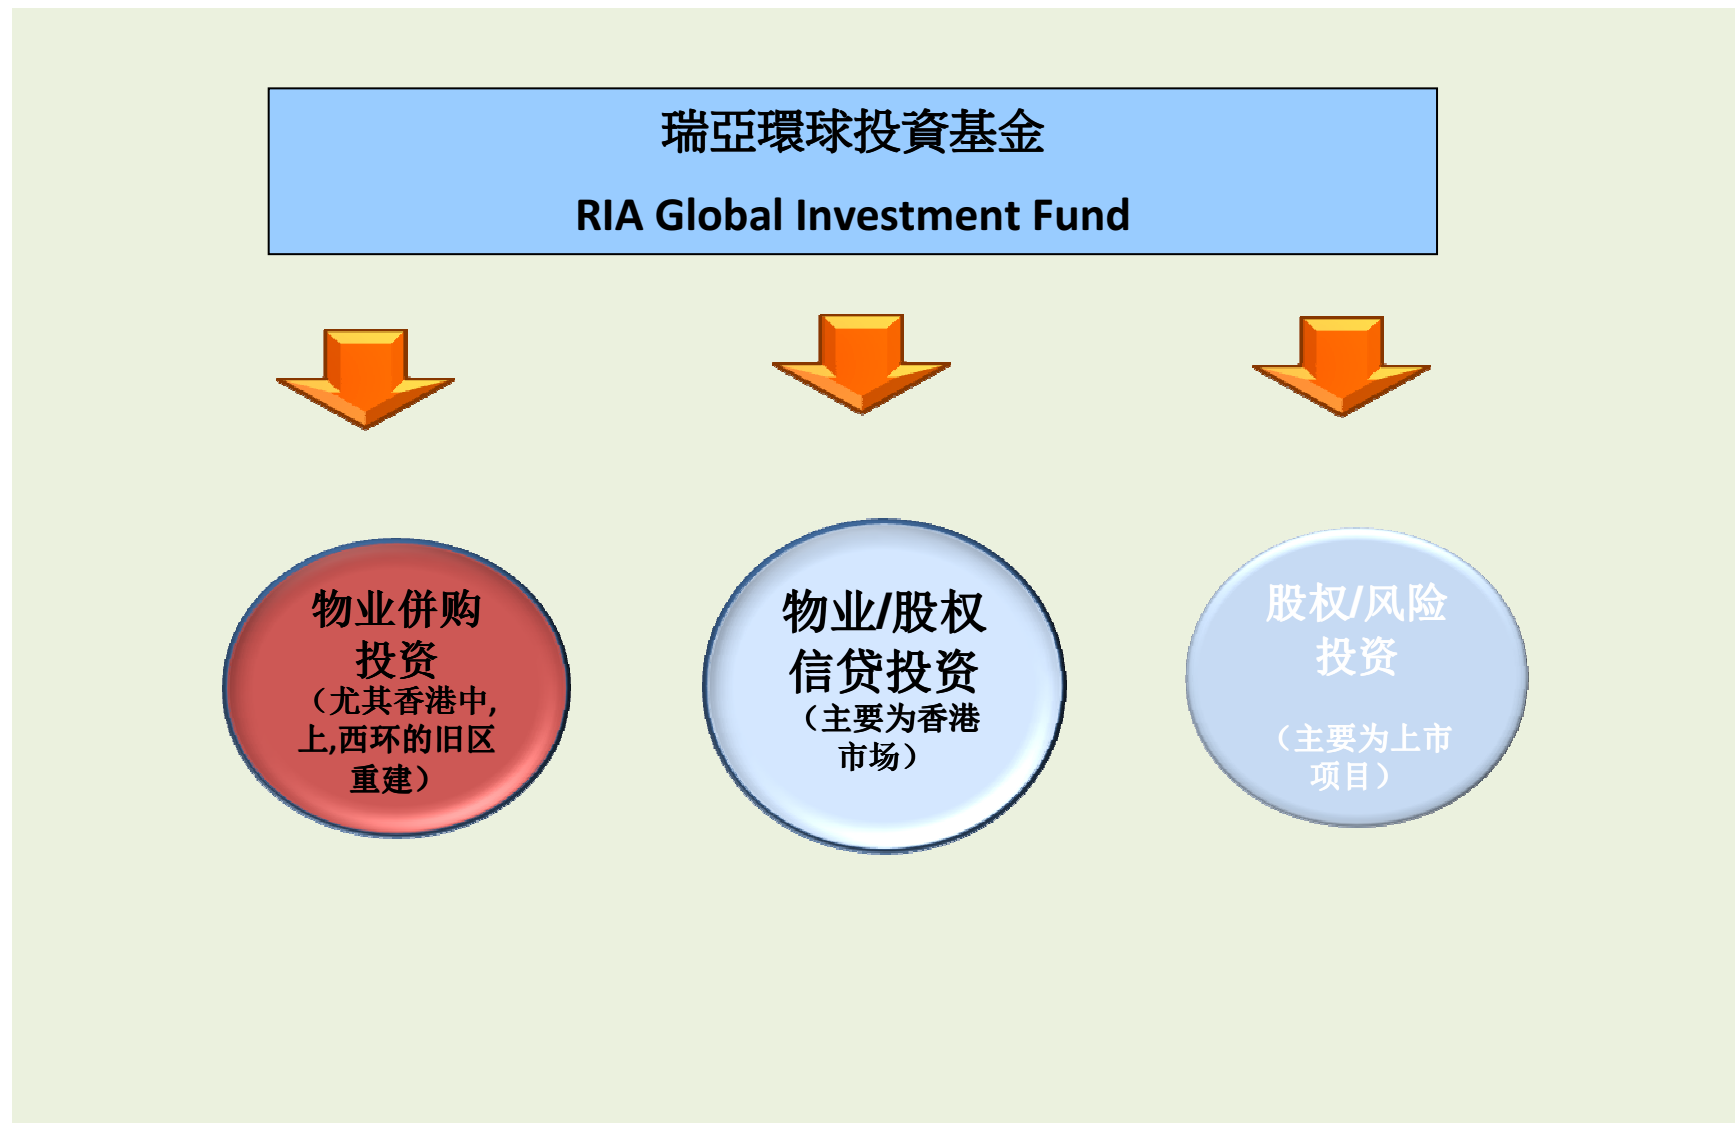 瑞亞環球投資基金
RIA Global Investment Fund
物业併购
投资
（尤其香港中,
上,西环的旧区
重建）
物业/股权
信贷投资
（主要为香港
市场）
股权/风险
投资
（主要为上市
项目）